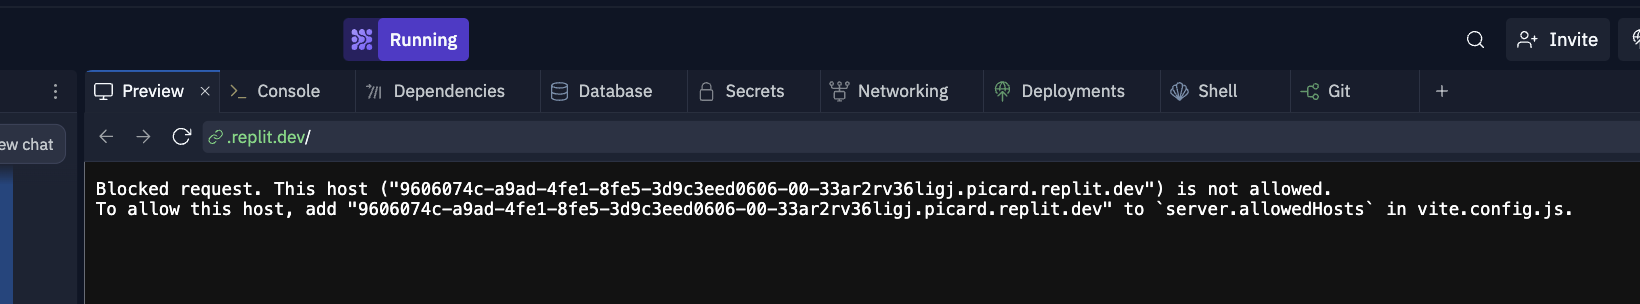 Running
Invite
Preview
Console
Dependencies
Database
Secrets
Networking
Deployments
Shell
Git
ew chat
.replit.dev/
Blocked request. This host ("9606074c-a9ad-4fe1-8fe5-3d9c3eed0606-00-33ar2rv36ligj.picard.replit.dev") is not allowed.
To allow this host, add "9606074c-a9ad-4fe1-8fe5-3d9c3eed0606-00-33ar2rv36ligj.picard.replit.dev" to `server.allowedHosts` in vite.config.js.